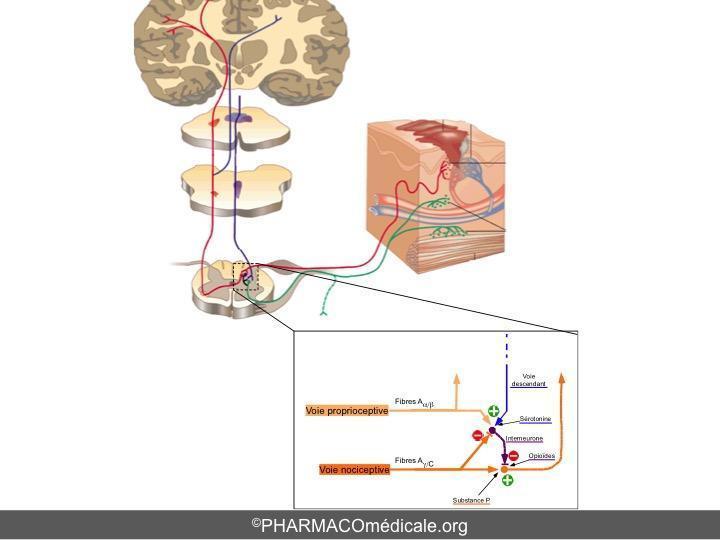 Voie
descendant
Fibres Aα/β
Voie proprioceptive
Sérotonine
Interneurone
Opioïdes
Fibres Aγ/C
Voie nociceptive
Substance P
©PHARMACOmédicale.org